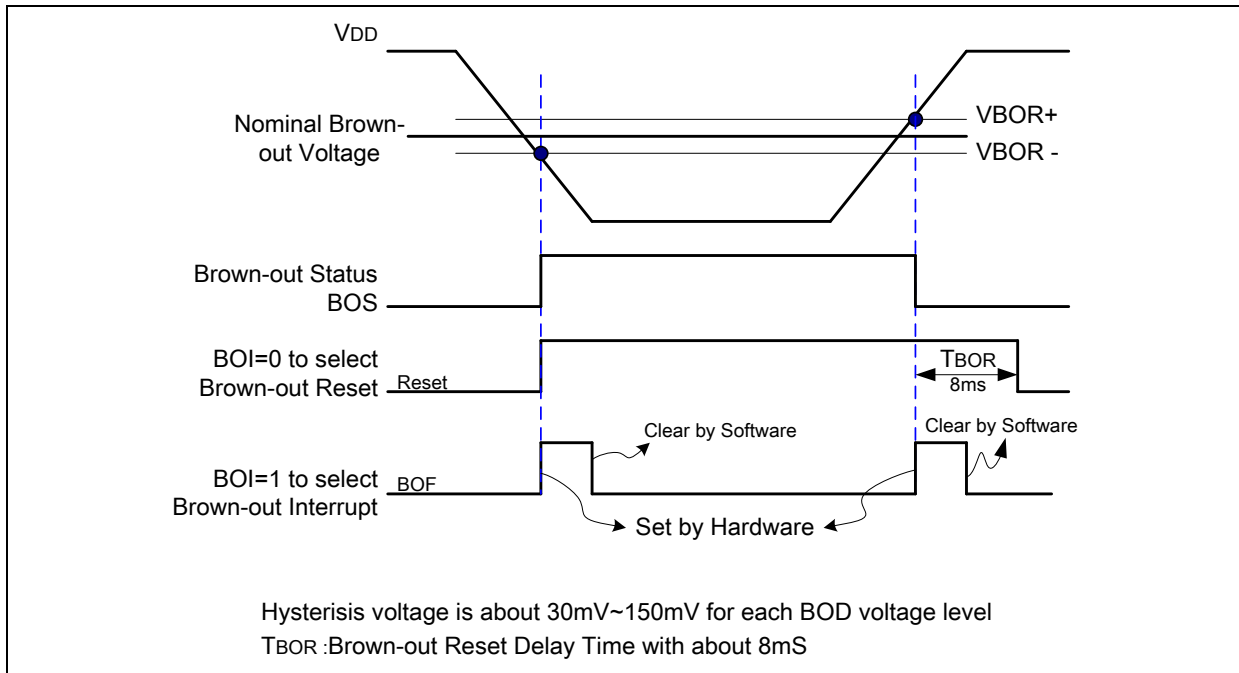 VDD
VBOR+
Nominal Brown-
out Voltage
VBOR -
Brown-out Status
BOS
BOI=0 to select
Brown-out Reset
Reset
TBOR
8ms
Clear by Software
Clear by Software
BOI=1 to select
Brown-out Interrupt
BOF
Set by Hardware
Hysterisis voltage is about 30mV~150mV for each BOD voltage level
TBOR :Brown-out Reset Delay Time with about 8mS